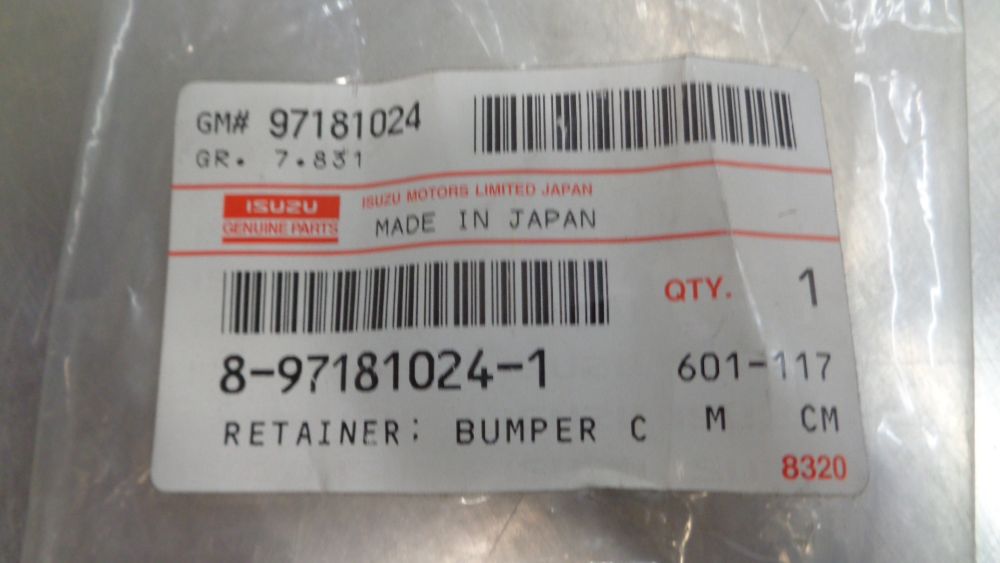 GM# 97181024
GR. 7.831
ISUZU GENUINE PARTS
ISUZU MOTORS LIMITED JAPAN
MADE IN JAPAN
QTY. 1
8-97181024-1
601-117
RETAINER: BUMPER C M CM
8320